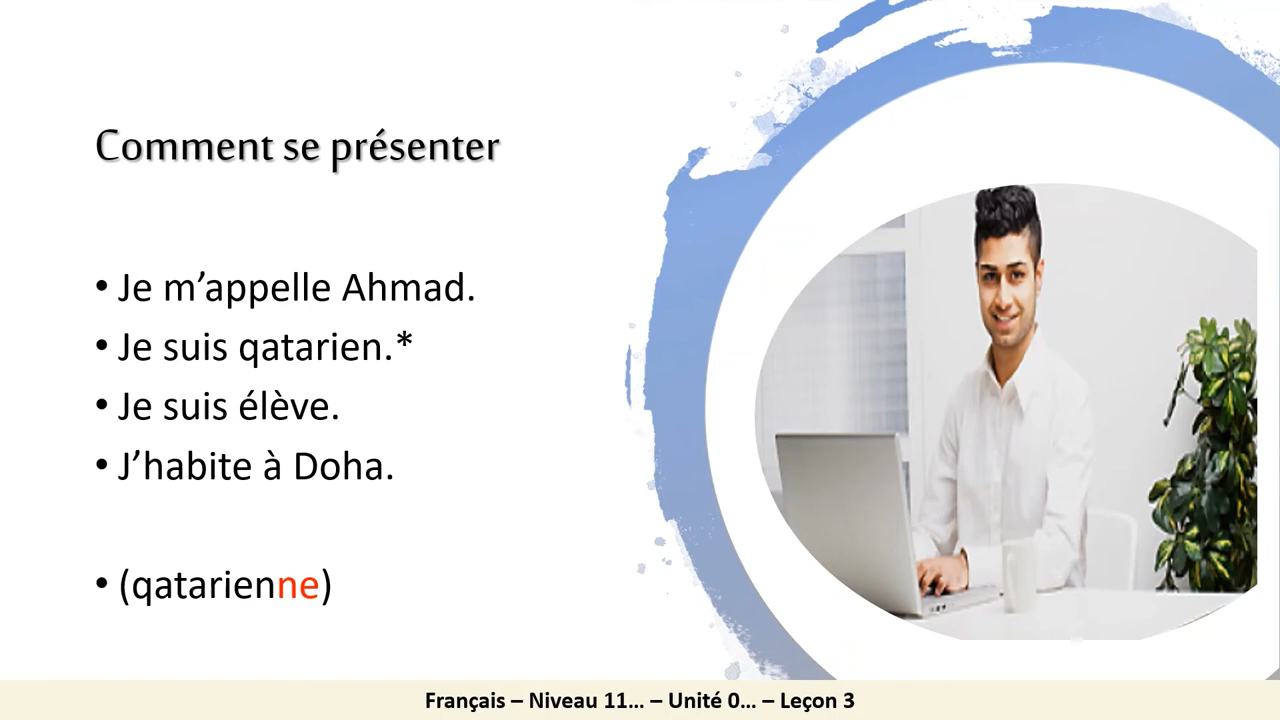 Comment se présenter
• Je m’appelle Ahmad.
• Je suis qatarien.*
• Je suis élève.
• J’habite à Doha.
• (qatarienne)
Français – Niveau 11… – Unité 0… – Leçon 3